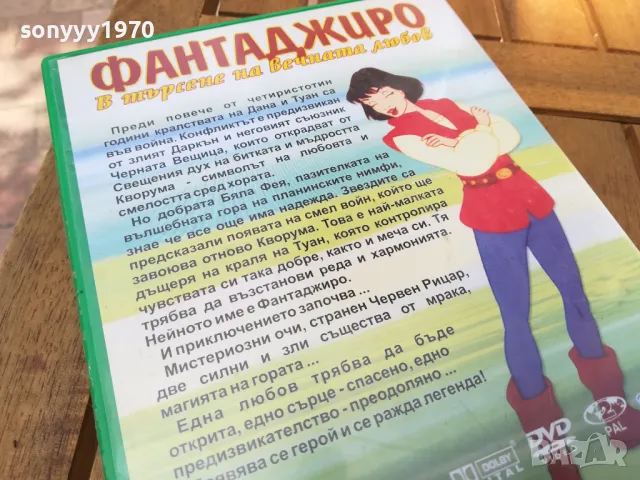 sonyyy1970
ФАНТАДЖИРО
В търсене на вечната любов
Преди повече от четиристотин
години кралствата на Дана и Туан са
във война. Конфликтът е предизвикан
от злият Даркън и неговият съюзник
Черната Вещица, които открадват от
Свещения дух на битката и мъдростта
Кворума - символът на любовта и
смелостта сред хората.
Но добрата Бяла Фея, пазителката на
вълшебната гора на планинските нимфи,
знае че все още има надежда. Звездите са
предсказали появата на смел войн, който ще
завоюва отново Кворума. Това е най-малката
дъщеря на краля на Туан, която контролира
чувствата си така добре, както и меча си. Тя
трябва да възстанови реда и хармонията.
Нейното име е Фантаджиро.
И приключението започва ...
Мистериозни очи, странен Червен Рицар,
две силни и зли същества от мрака,
магията на гората ...
Една любов трябва да бъде
открита, едно сърце - спасено, едно
предизвикателство - преодоляно ...
се герой и се ражда легенда!
DOLBY
DVD
2
PAL
bazar